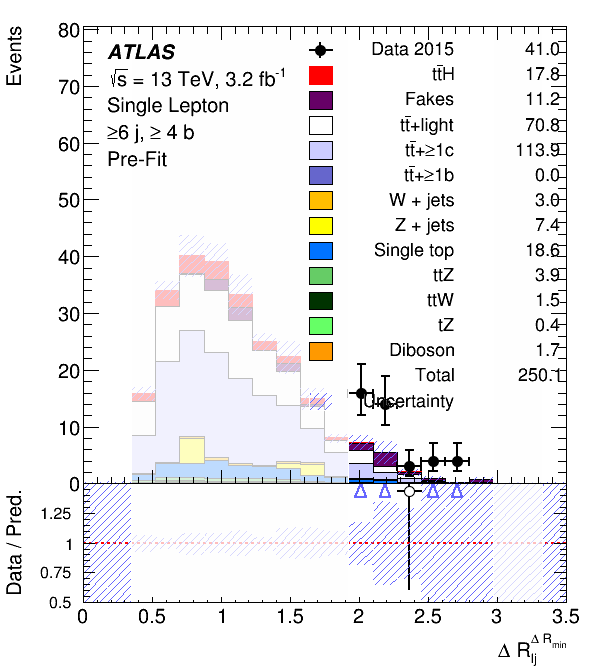 Events
80
70
60
50
40
30
20
10
0
ATLAS
√s = 13 TeV, 3.2 fb⁻¹
Single Lepton
≥6 j, ≥ 4 b
Pre-Fit
Data 2015 41.0
tt̄H 17.8
Fakes 11.2
tt̄+light 70.8
tt̄+≥1c 113.9
tt̄+≥1b 0.0
W + jets 3.0
Z + jets 7.4
Single top 18.6
ttZ 3.9
ttW 1.5
tZ 0.4
Diboson 1.7
Total 250.1
Uncertainty
Data / Pred.
1.25
1
0.75
0.5
0 0.5 1 1.5 2 2.5 3 3.5
Δ R_lj^Δ R_min